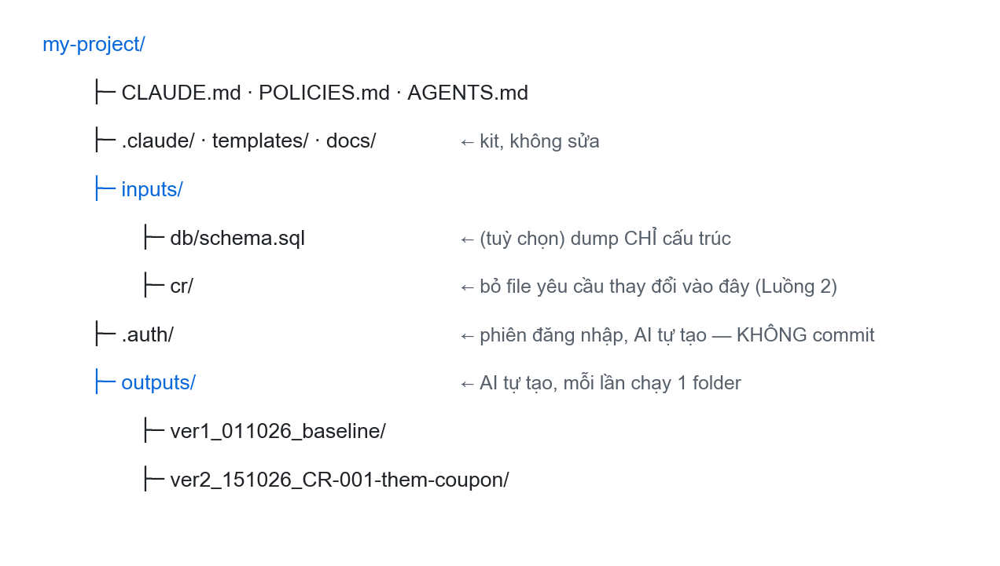 my-project/
├─ CLAUDE.md · POLICIES.md · AGENTS.md
├─ .claude/ · templates/ · docs/ ← kit, không sửa
├─ inputs/
├─ db/schema.sql ← (tuỳ chọn) dump CHỈ cấu trúc
├─ cr/ ← bỏ file yêu cầu thay đổi vào đây (Luồng 2)
├─ .auth/ ← phiên đăng nhập, AI tự tạo — KHÔNG commit
├─ outputs/ ← AI tự tạo, mỗi lần chạy 1 folder
├─ ver1_011026_baseline/
├─ ver2_151026_CR-001-them-coupon/